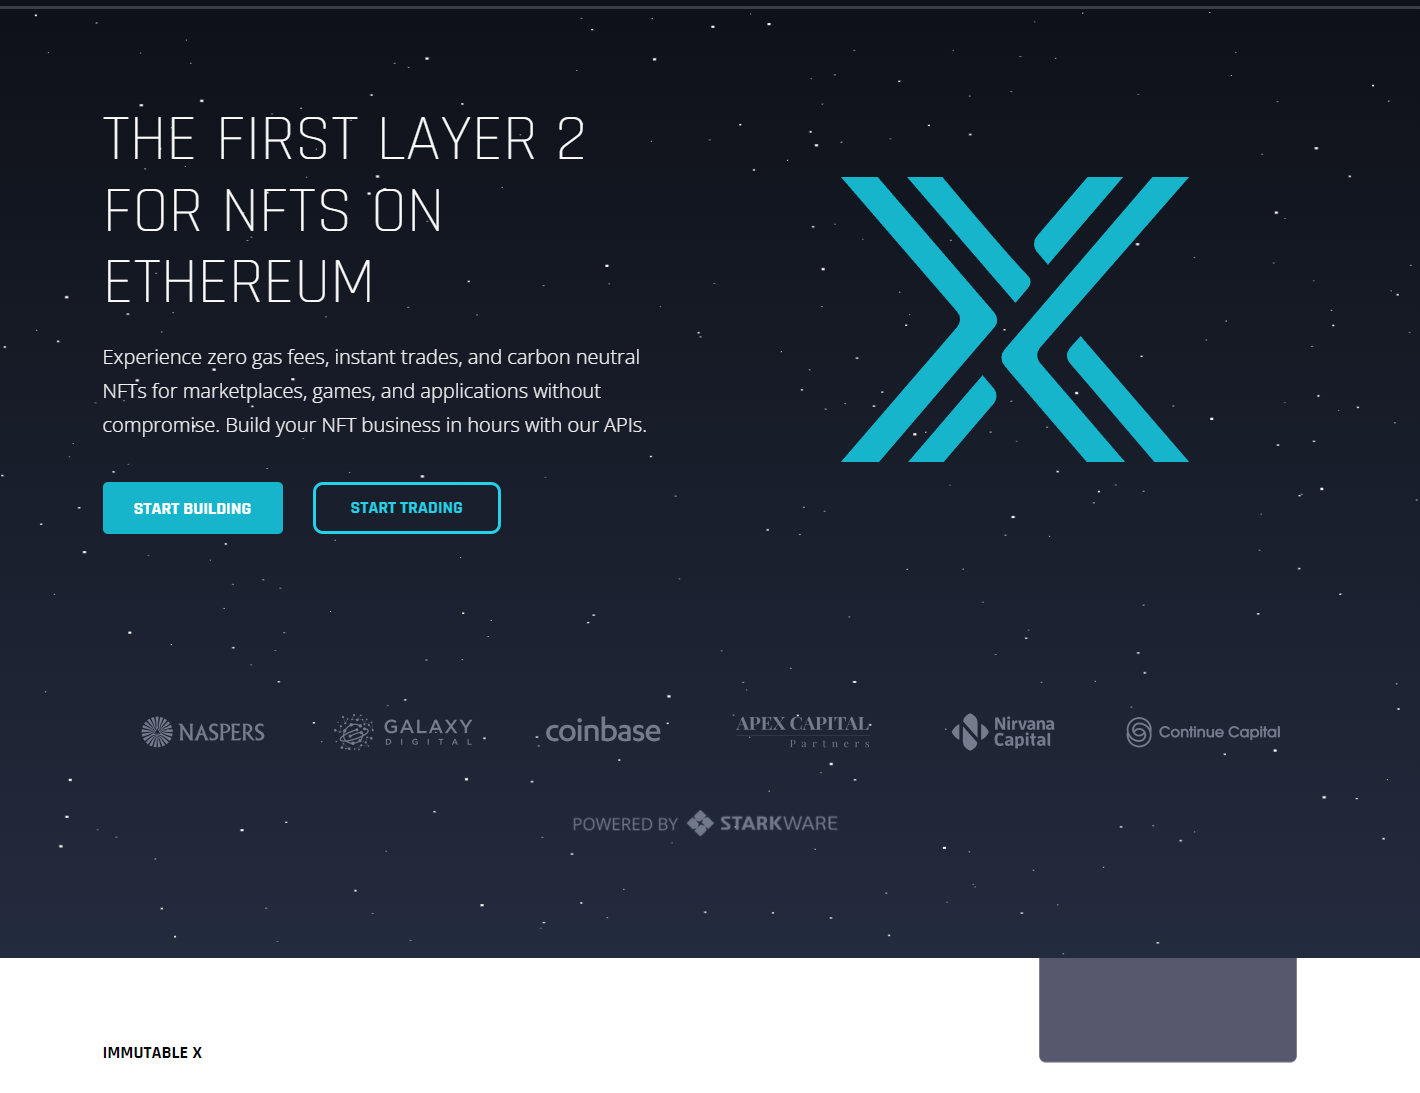 THE FIRST LAYER 2
FOR NFTS ON
ETHEREUM
Experience zero gas fees, instant trades, and carbon neutral
NFTs for marketplaces, games, and applications without
compromise. Build your NFT business in hours with our APIs.
START BUILDING
START TRADING
NASPERS
GALAXY
DIGITAL
coinbase
APEX CAPITAL
Partners
Nirvana
Capital
Continue Capital
POWERED BY STARKWARE
IMMUTABLE X